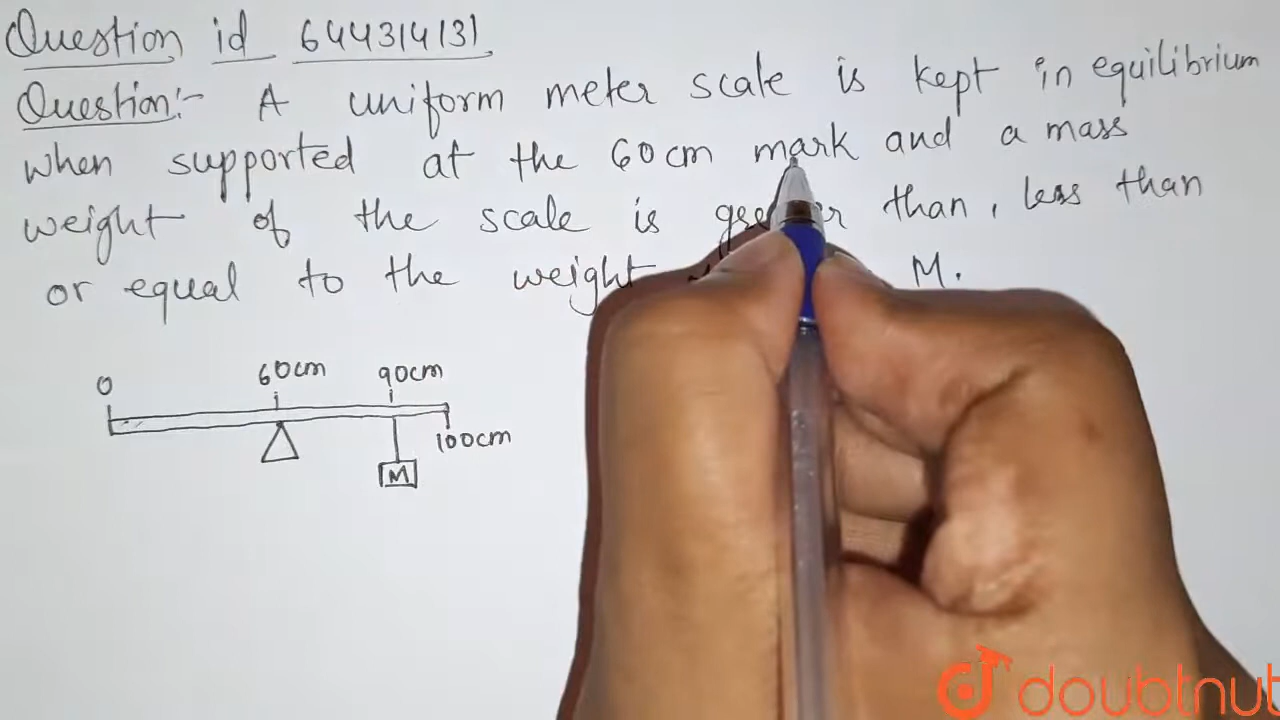 Question id 644314131
Question:- A uniform meter scale is kept in equilibrium
when supported at the 60cm mark and a mass
weight of the scale is than, less than
or equal to the weight M.
0
60cm
90cm
100cm
M
doubtnut